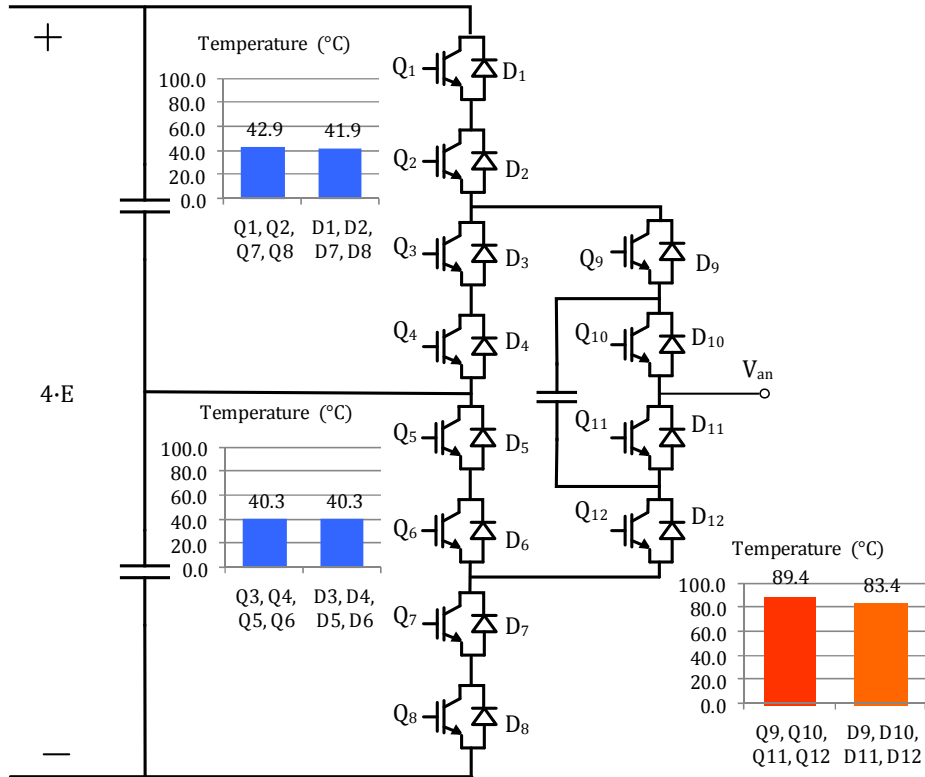 +
Temperature (°C)
100.0
80.0
60.0
40.0
20.0
0.0
42.9
41.9
Q1, Q2,
Q7, Q8
D1, D2,
D7, D8
Q1
D1
Q2
D2
Q3
D3
Q4
D4
Q9
D9
Q10
D10
Van
4·E
Temperature (°C)
100.0
80.0
60.0
40.0
20.0
0.0
40.3
40.3
Q3, Q4,
Q5, Q6
D3, D4,
D5, D6
Q5
D5
Q6
D6
Q11
D11
Q12
D12
Q7
D7
Q8
D8
Temperature (°C)
100.0
80.0
60.0
40.0
20.0
0.0
89.4
83.4
Q9, Q10,
Q11, Q12
D9, D10,
D11, D12
—